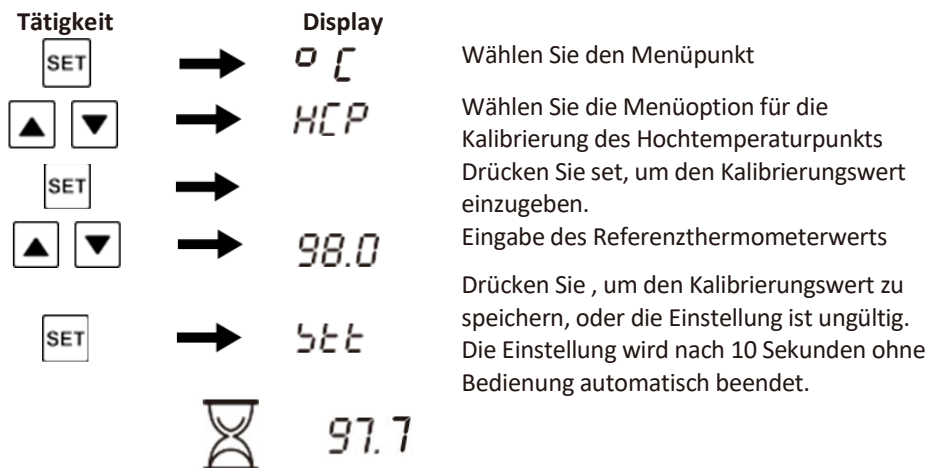 Tätigkeit Display
SET °C Wählen Sie den Menüpunkt
HCP Wählen Sie die Menüoption für die
Kalibrierung des Hochtemperaturpunkts
SET Drücken Sie set, um den Kalibrierungswert
einzugeben.
98.0 Eingabe des Referenzthermometerwerts
Drücken Sie , um den Kalibrierungswert zu
SET Stt speichern, oder die Einstellung ist ungültig.
Die Einstellung wird nach 10 Sekunden ohne
Bedienung automatisch beendet.
97.7